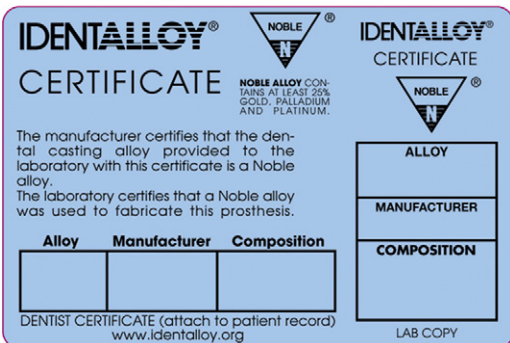 IDENTALLOY®
CERTIFICATE
NOBLE ®
N
NOBLE ALLOY CON-
TAINS AT LEAST 25%
GOLD, PALLADIUM
AND PLATINUM.
The manufacturer certifies that the den-
tal casting alloy provided to the
laboratory with this certificate is a Noble
alloy.
The laboratory certifies that a Noble alloy
was used to fabricate this prosthesis.
Alloy Manufacturer Composition
DENTIST CERTIFICATE (attach to patient record)
www.identalloy.org
IDENTALLOY®
CERTIFICATE
NOBLE ®
N
ALLOY
MANUFACTURER
COMPOSITION
LAB COPY